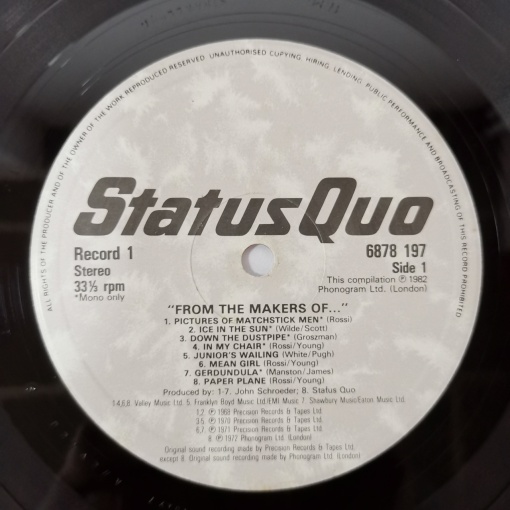 ALL RIGHTS OF THE PRODUCER AND OF THE OWNER OF THE WORK REPRODUCED RESERVED. UNAUTHORISED COPYING, HIRING, LENDING, PUBLIC PERFORMANCE AND BROADCASTING OF THIS RECORD PROHIBITED
Status Quo
Record 1
Stereo
33⅓ rpm
*Mono only
6878 197
Side 1
This compilation ℗ 1982
Phonogram Ltd. (London)
"FROM THE MAKERS OF..."
1. PICTURES OF MATCHSTICK MEN* (Rossi)
2. ICE IN THE SUN* (Wilde/Scott)
3. DOWN THE DUSTPIPE* (Groszman)
4. IN MY CHAIR* (Rossi/Young)
5. JUNIOR'S WAILING (White/Pugh)
6. MEAN GIRL (Rossi/Young)
7. GERDUNDULA* (Manston/James)
8. PAPER PLANE (Rossi/Young)
Produced by: 1-7. John Schroeder; 8. Status Quo
1-4,6,8. Valley Music Ltd. 5. Franklyn Boyd Music Ltd/EMI Music 7. Shawbury Music/Eaton Music Ltd.
1,2. ℗ 1968 Precision Records & Tapes Ltd.
3,5. ℗ 1970 Precision Records & Tapes Ltd.
6,7. ℗ 1971 Precision Records & Tapes Ltd.
8. ℗ 1972 Phonogram Ltd. (London)
Original sound recording made by Precision Records & Tapes Ltd.
except 8. Original sound recording made by Phonogram Ltd. (London)